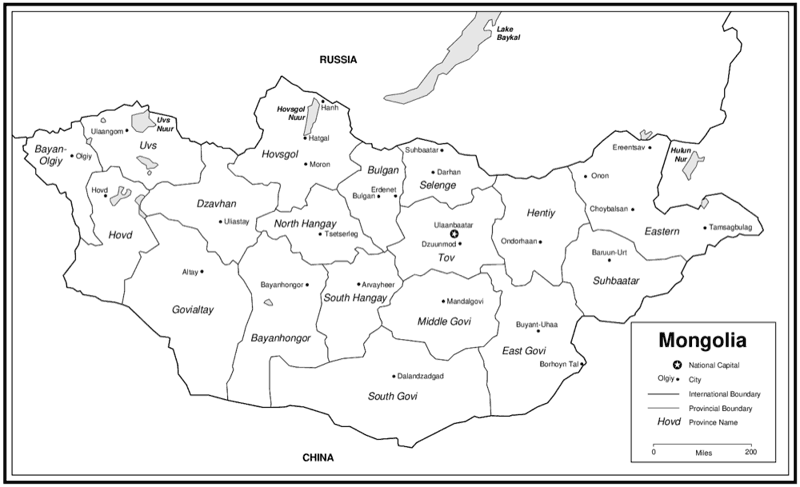 Lake
Baykal
RUSSIA
Hovsgol
Nuur
Hanh
Uvs
Nuur
Ulaangom
Hatgal
Ereentsav
Bayan-
Olgiy
Olgiy
Uvs
Hovsgol
Moron
Suhbaatar
Hulun
Nur
Bulgan
Darhan
Selenge
Onon
Hovd
Erdenet
Bulgan
Dzavhan
Uliastay
North Hangay
Tsetserleg
Ulaanbaatar
Dzuunmod
Tov
Hentiy
Ondorhaan
Choybalsan
Eastern
Tamsagbulag
Hovd
Baruun-Urt
Suhbaatar
Altay
Govialtay
Bayanhongor
Bayanhongor
Arvayheer
South Hangay
Mandalgovi
Middle Govi
Buyant-Uhaa
East Govi
Borhoyn Tal
Dalandzadgad
South Govi
CHINA
Mongolia
National Capital
Olgiy City
International Boundary
Provincial Boundary
Hovd Province Name
0 Miles 200